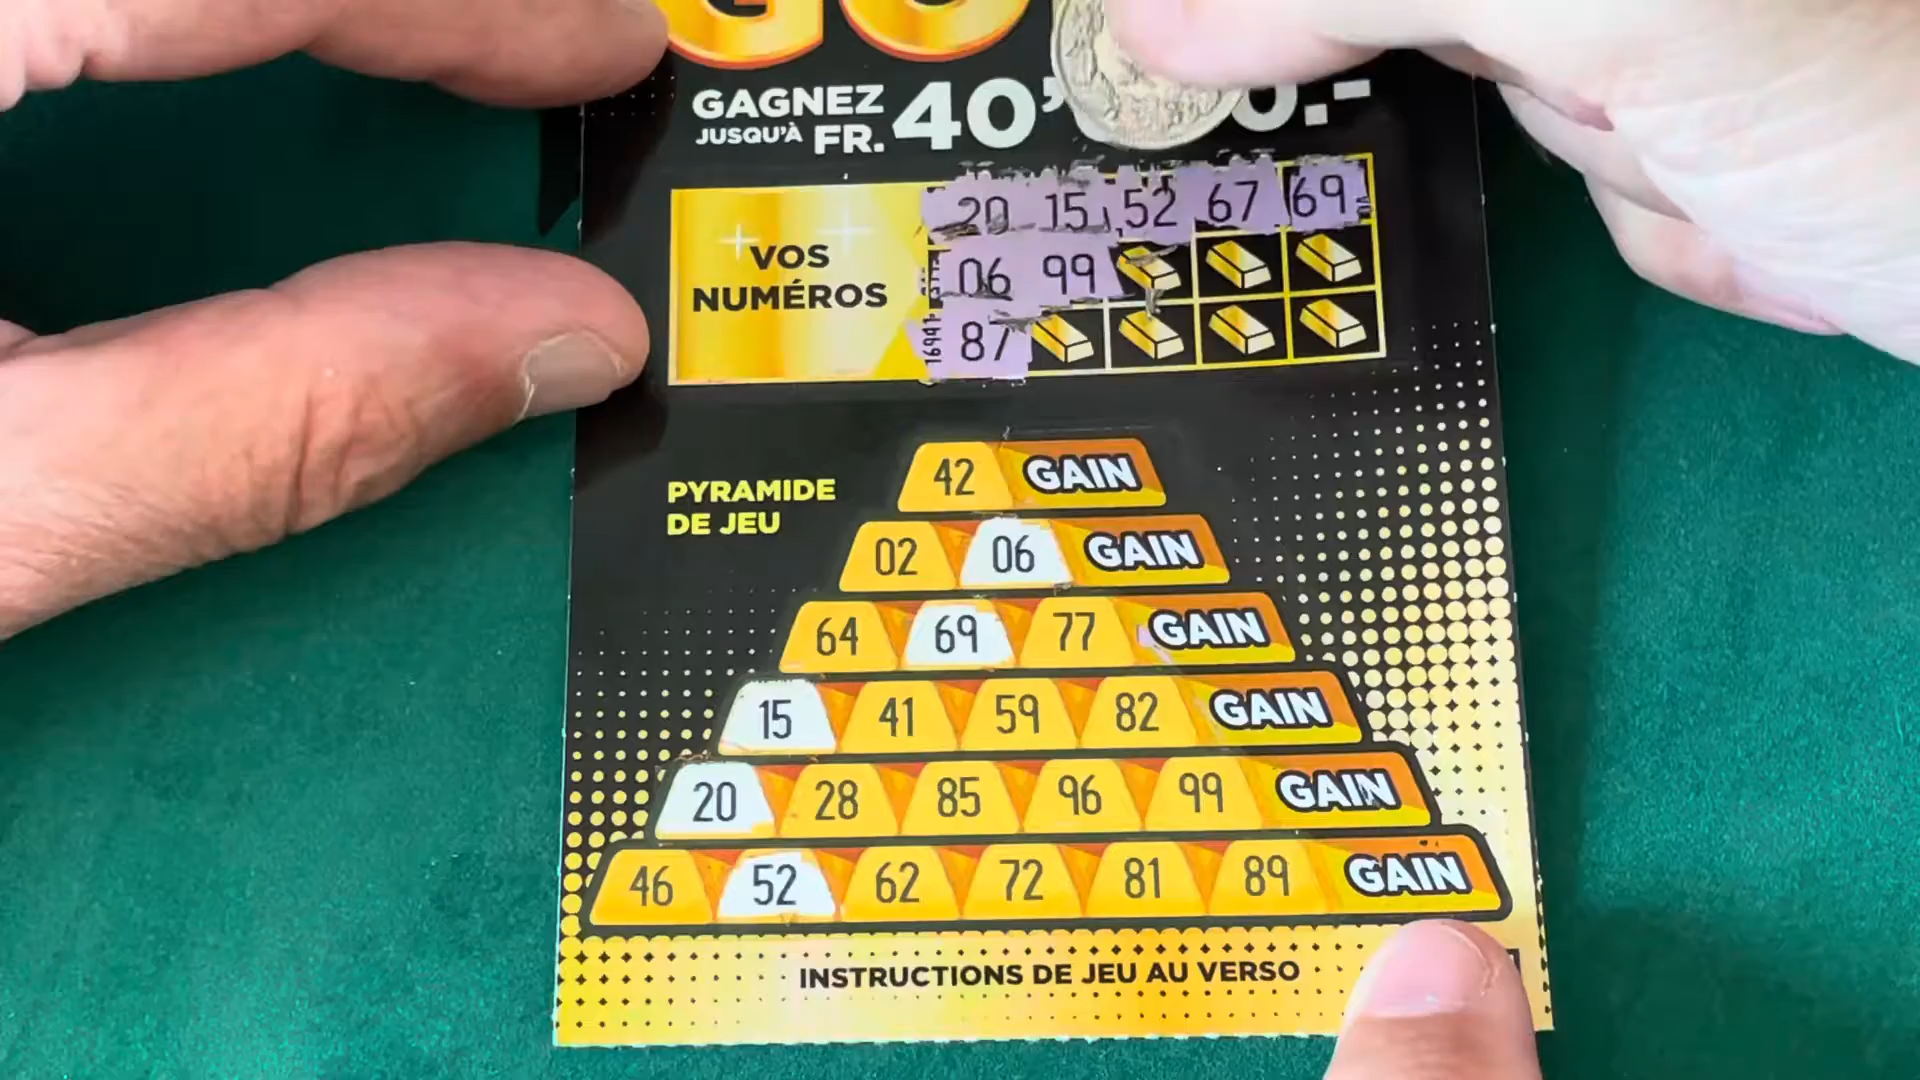 GAGNEZ
JUSQU'À FR. 40'
VOS
NUMÉROS
20 15 52 67 69
06 99
87
16941
PYRAMIDE
DE JEU
42 GAIN
02 06 GAIN
64 69 77 GAIN
15 41 59 82 GAIN
20 28 85 96 99 GAIN
46 52 62 72 81 89 GAIN
INSTRUCTIONS DE JEU AU VERSO